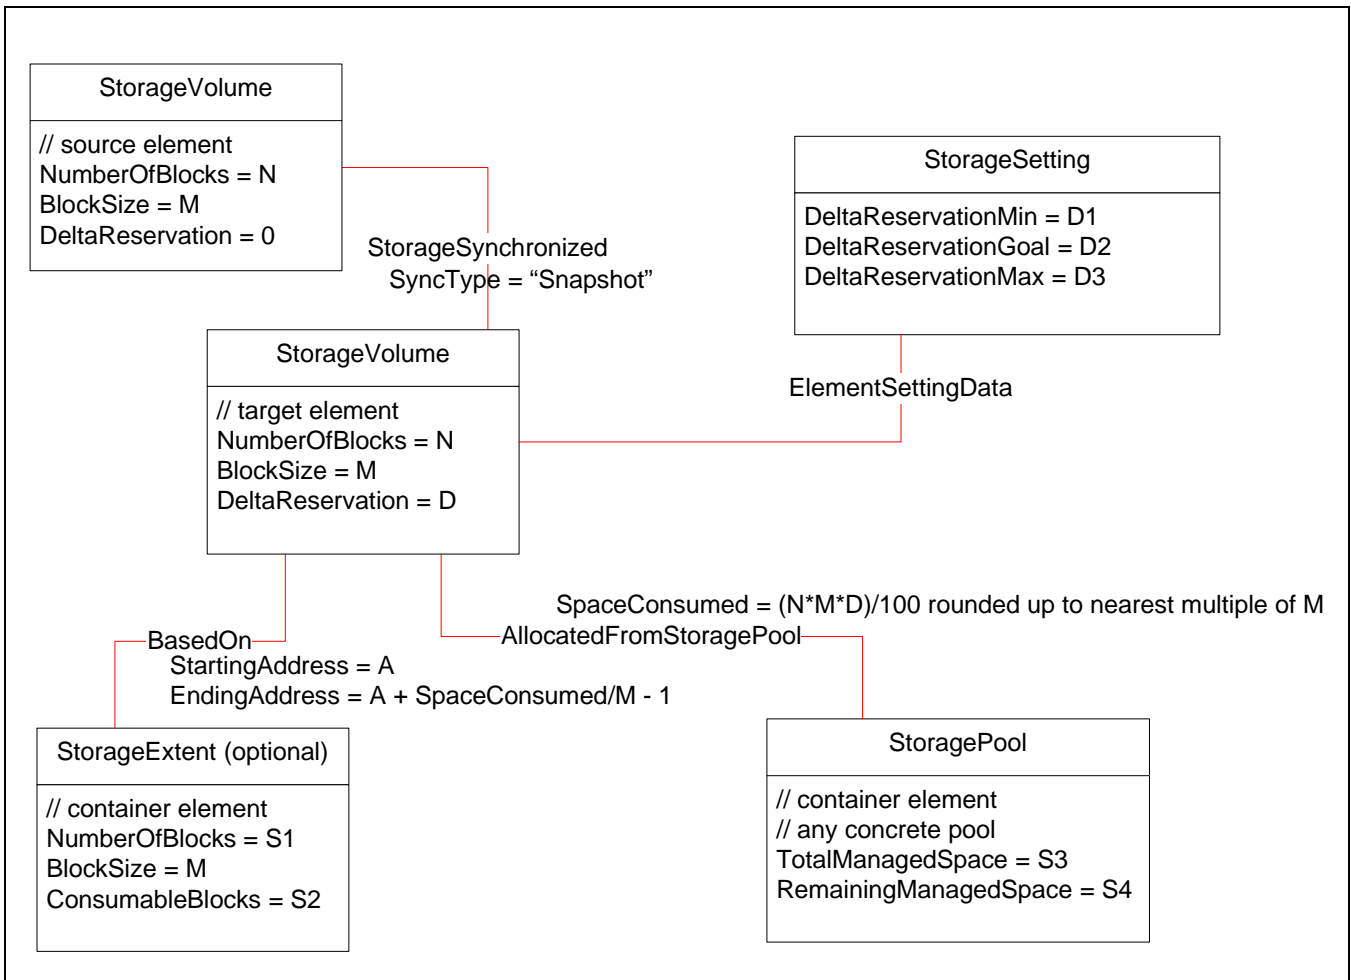 StorageVolume
// source element
NumberOfBlocks = N
BlockSize = M
DeltaReservation = 0
StorageSetting
DeltaReservationMin = D1
DeltaReservationGoal = D2
DeltaReservationMax = D3
StorageSynchronized
SyncType = “Snapshot”
StorageVolume
// target element
NumberOfBlocks = N
BlockSize = M
DeltaReservation = D
ElementSettingData
SpaceConsumed = (N*M*D)/100 rounded up to nearest multiple of M
AllocatedFromStoragePool
BasedOn
StartingAddress = A
EndingAddress = A + SpaceConsumed/M - 1
StorageExtent (optional)
// container element
NumberOfBlocks = S1
BlockSize = M
ConsumableBlocks = S2
StoragePool
// container element
// any concrete pool
TotalManagedSpace = S3
RemainingManagedSpace = S4